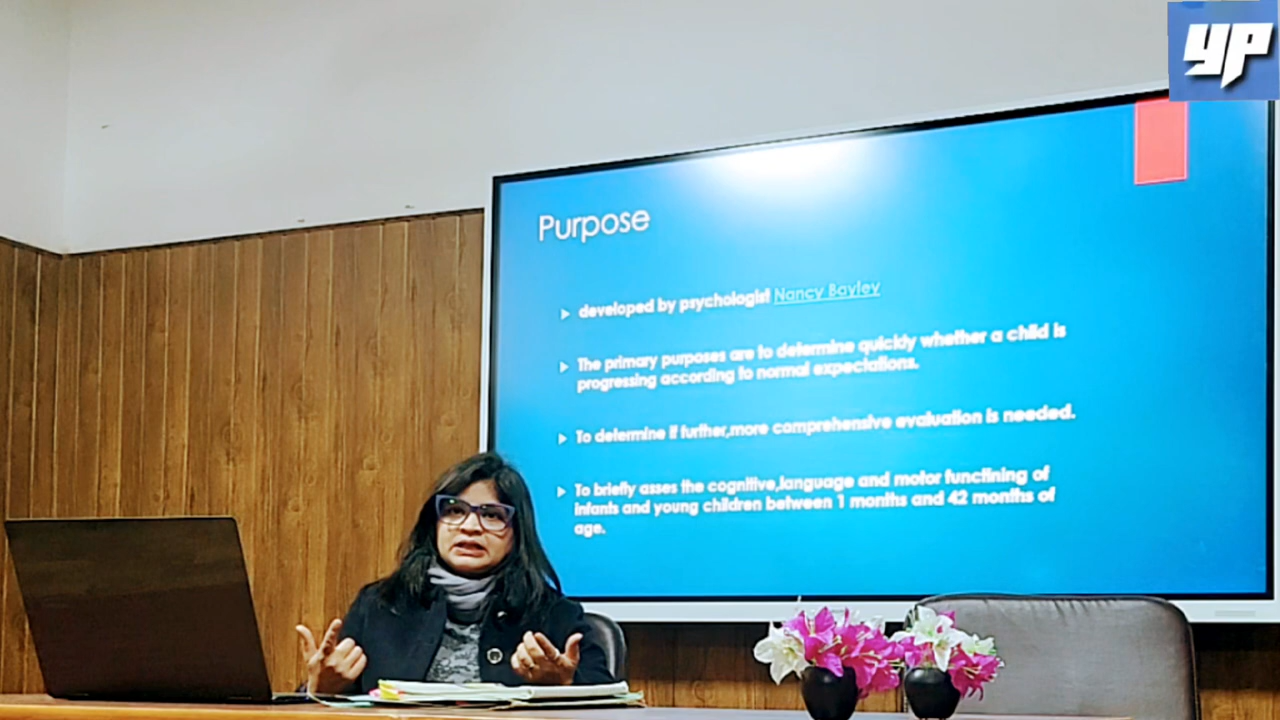 YP
Purpose
developed by psychologist Nancy Bayley
The primary purposes are to determine quickly whether a child is
progressing according to normal expectations.
To determine if further,more comprehensive evaluation is needed.
To briefly asses the cognitive,language and motor functining of
infants and young children between 1 months and 42 months of
age.